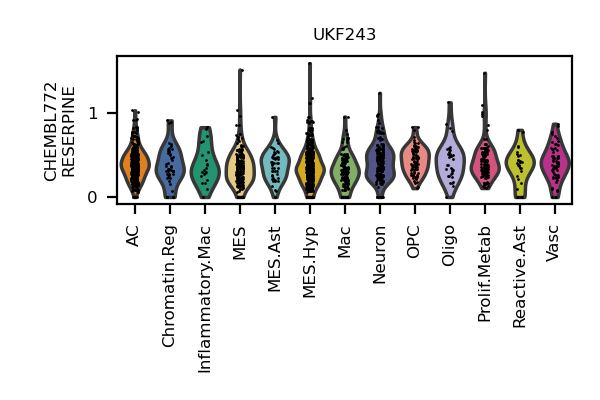 UKF243
CHEMBL772
RESERPINE
1
0
AC
Chromatin.Reg
Inflammatory.Mac
MES
MES.Ast
MES.Hyp
Mac
Neuron
OPC
Oligo
Prolif.Metab
Reactive.Ast
Vasc